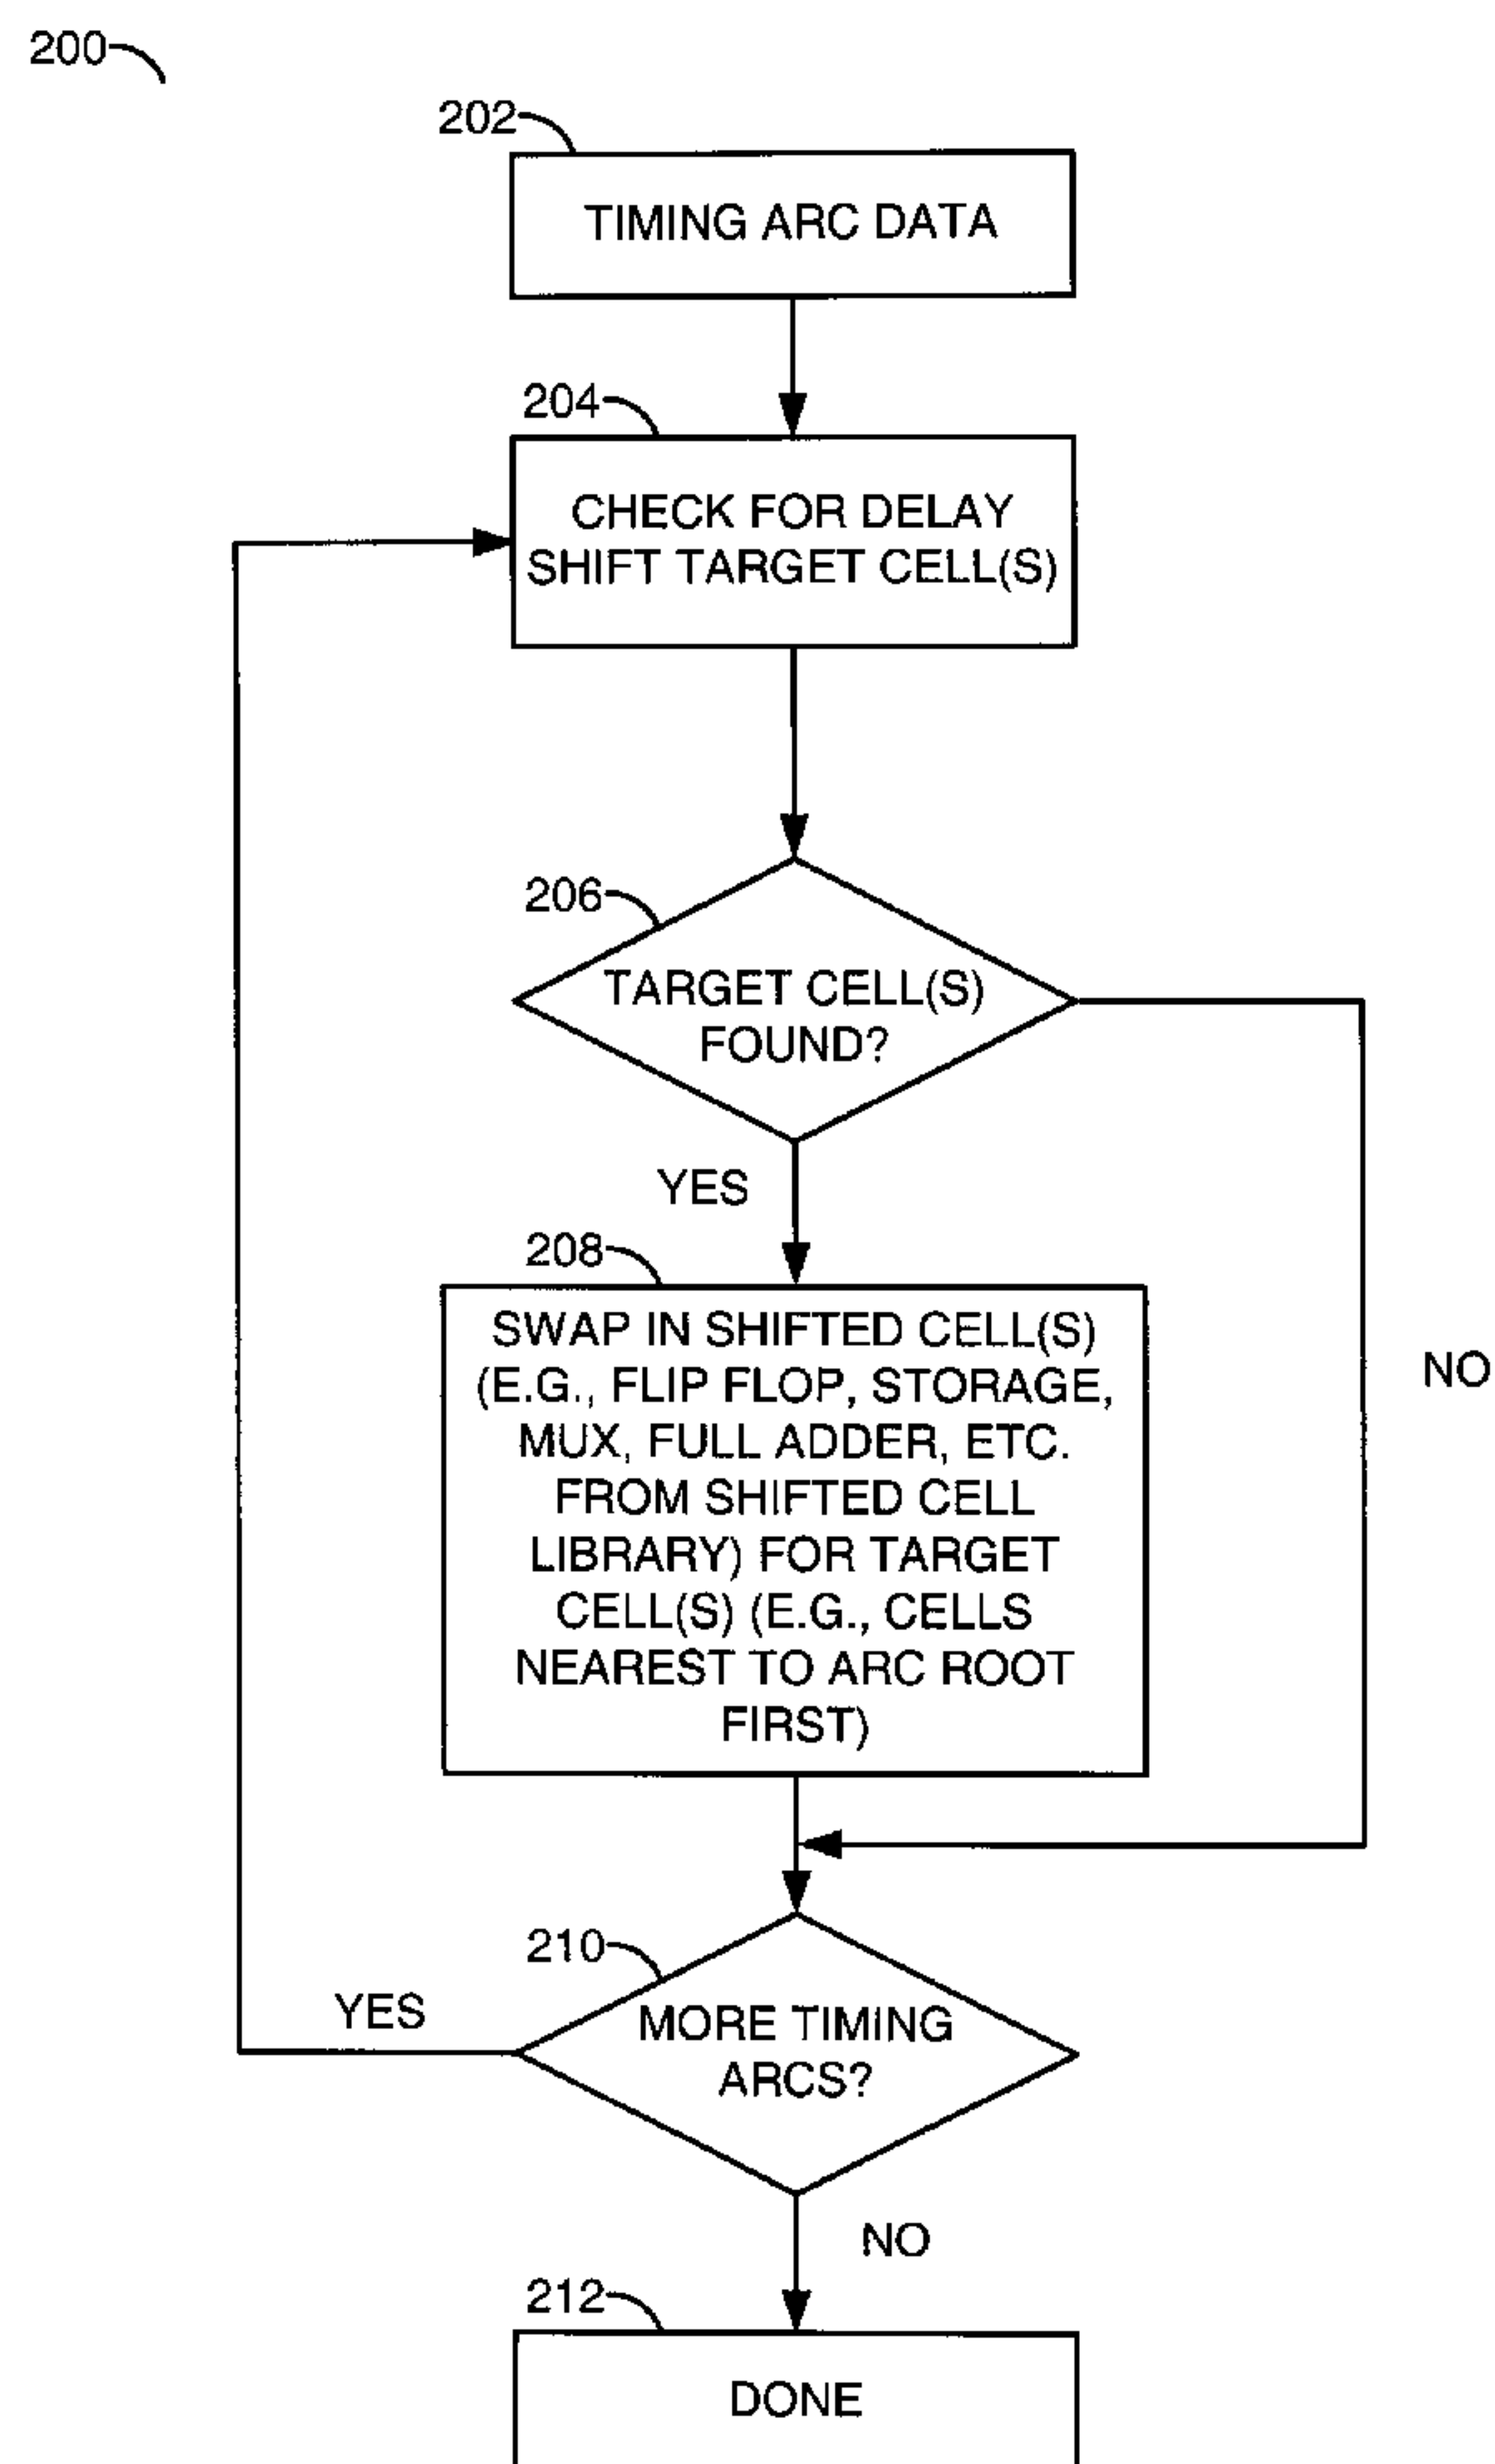 200
202
TIMING ARC DATA
204
CHECK FOR DELAY
SHIFT TARGET CELL(S)
206
TARGET CELL(S)
FOUND?
YES
208
SWAP IN SHIFTED CELL(S)
(E.G., FLIP FLOP, STORAGE,
MUX, FULL ADDER, ETC.
FROM SHIFTED CELL
LIBRARY) FOR TARGET
CELL(S) (E.G., CELLS
NEAREST TO ARC ROOT
FIRST)
NO
210
MORE TIMING
ARCS?
YES
NO
212
DONE